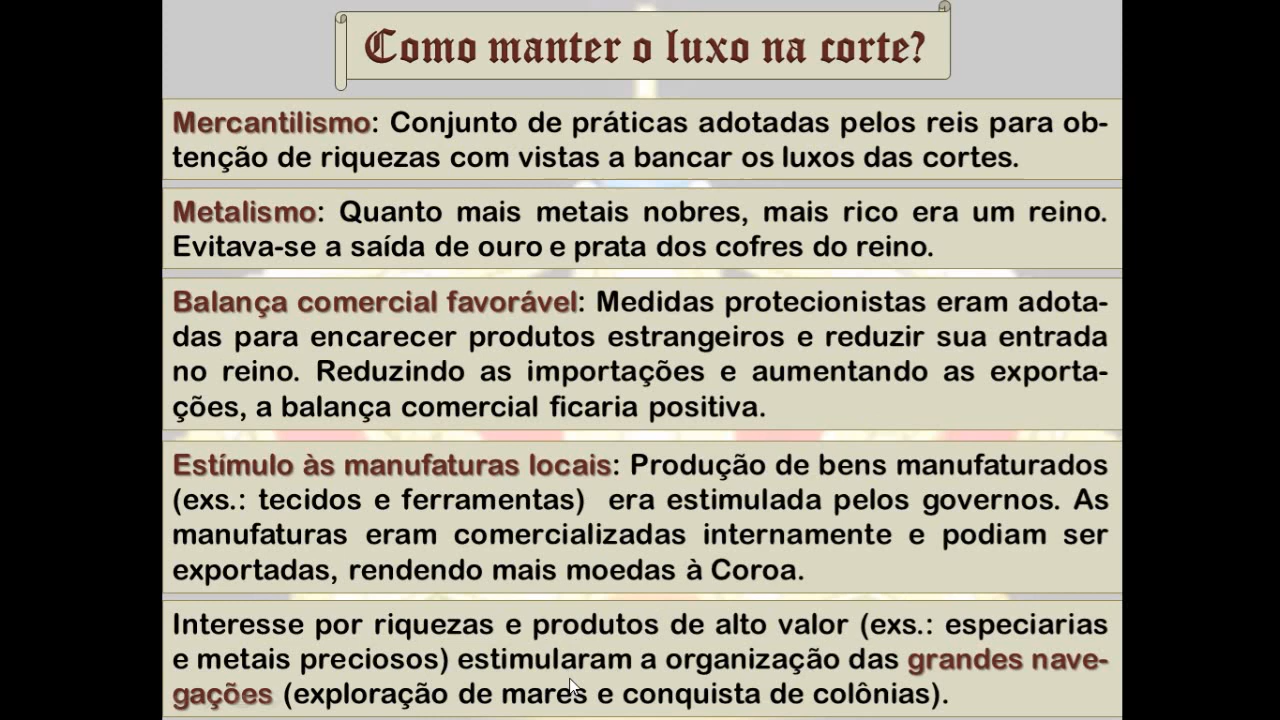 Como manter o luxo na corte?
Mercantilismo: Conjunto de práticas adotadas pelos reis para ob-
tenção de riquezas com vistas a bancar os luxos das cortes.
Metalismo: Quanto mais metais nobres, mais rico era um reino.
Evitava-se a saída de ouro e prata dos cofres do reino.
Balança comercial favorável: Medidas protecionistas eram adota-
das para encarecer produtos estrangeiros e reduzir sua entrada
no reino. Reduzindo as importações e aumentando as exporta-
ções, a balança comercial ficaria positiva.
Estímulo às manufaturas locais: Produção de bens manufaturados
(exs.: tecidos e ferramentas) era estimulada pelos governos. As
manufaturas eram comercializadas internamente e podiam ser
exportadas, rendendo mais moedas à Coroa.
Interesse por riquezas e produtos de alto valor (exs.: especiarias
e metais preciosos) estimularam a organização das grandes nave-
gações (exploração de mares e conquista de colônias).